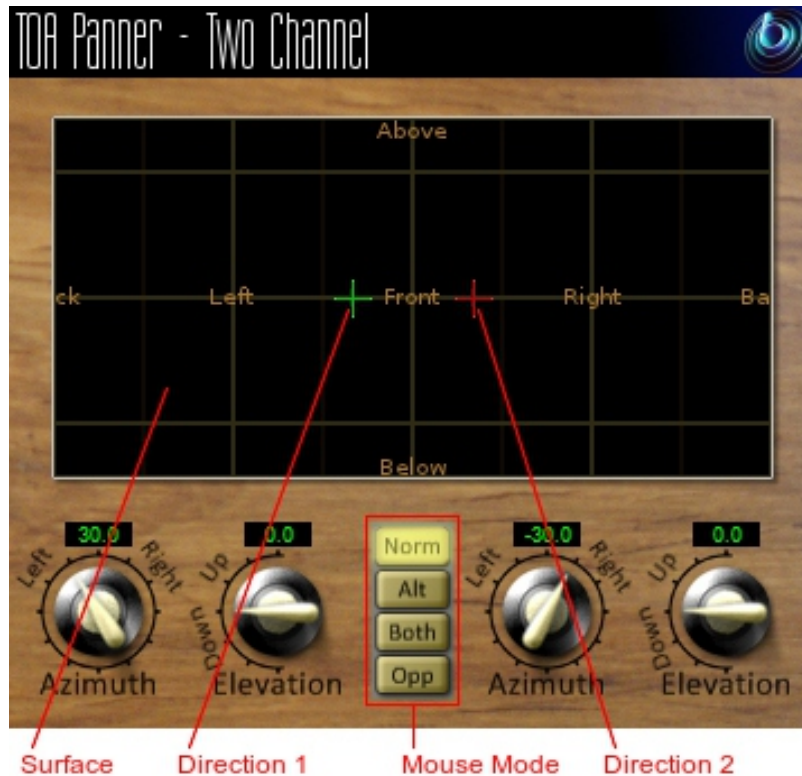 TOA Panner - Two Channel
Above
ck Left Front Right Ba
Below
30.0 0.0 -30.0 0.0
Left Right Up Down
Norm
Alt
Both
Opp
Left Right Up Down
Azimuth Elevation Azimuth Elevation
Surface Direction 1 Mouse Mode Direction 2